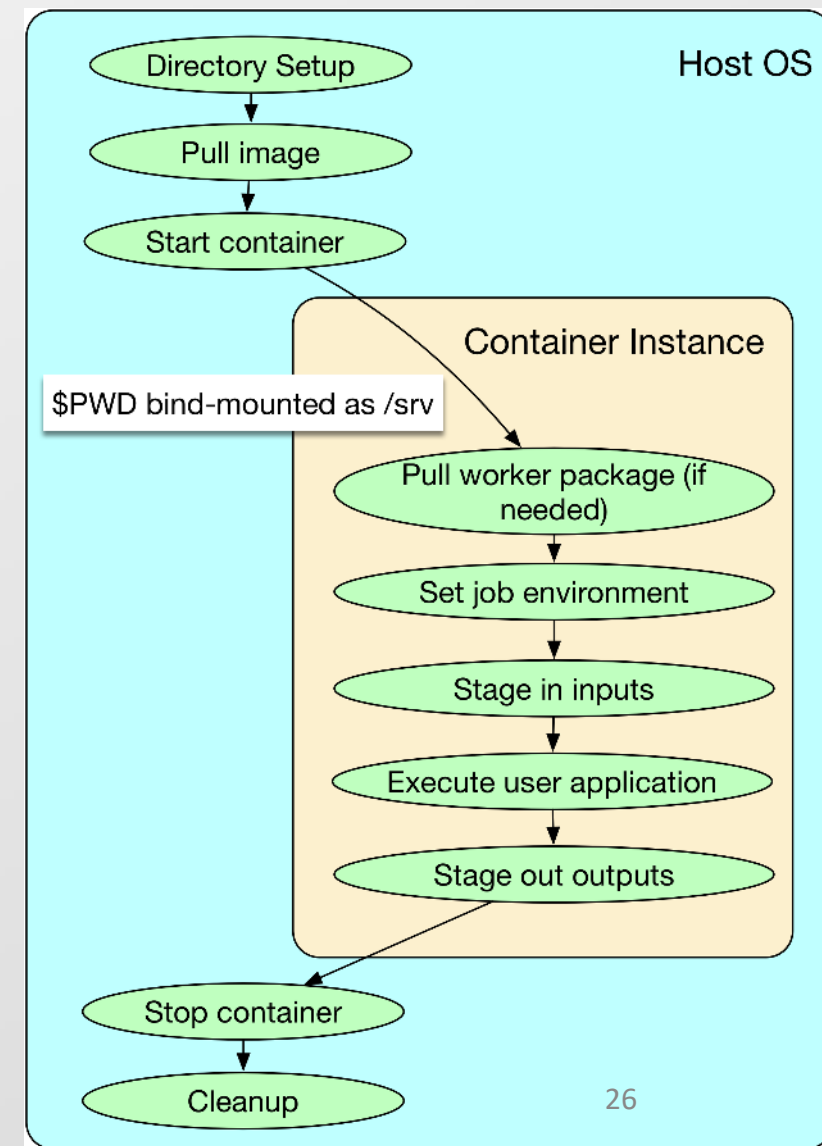 Host OS
Directory Setup
Pull image
Start container
Container Instance
$PWD bind-mounted as /srv
Pull worker package (if
needed)
Set job environment
Stage in inputs
Execute user application
Stage out outputs
Stop container
Cleanup
26